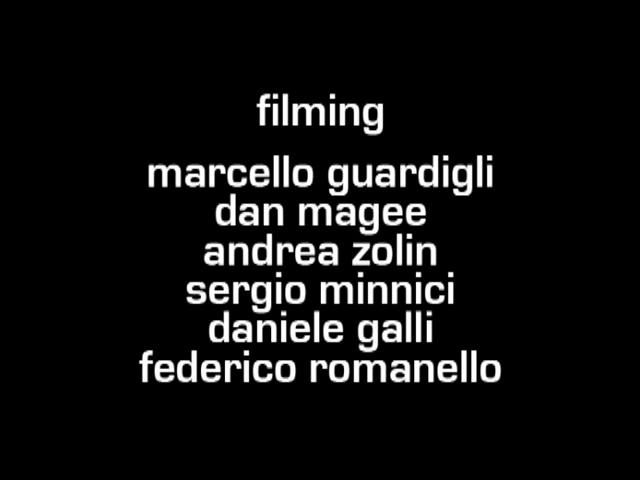 filming
marcello guardigli
dan magee
andrea zolin
sergio minnici
daniele galli
federico romanello